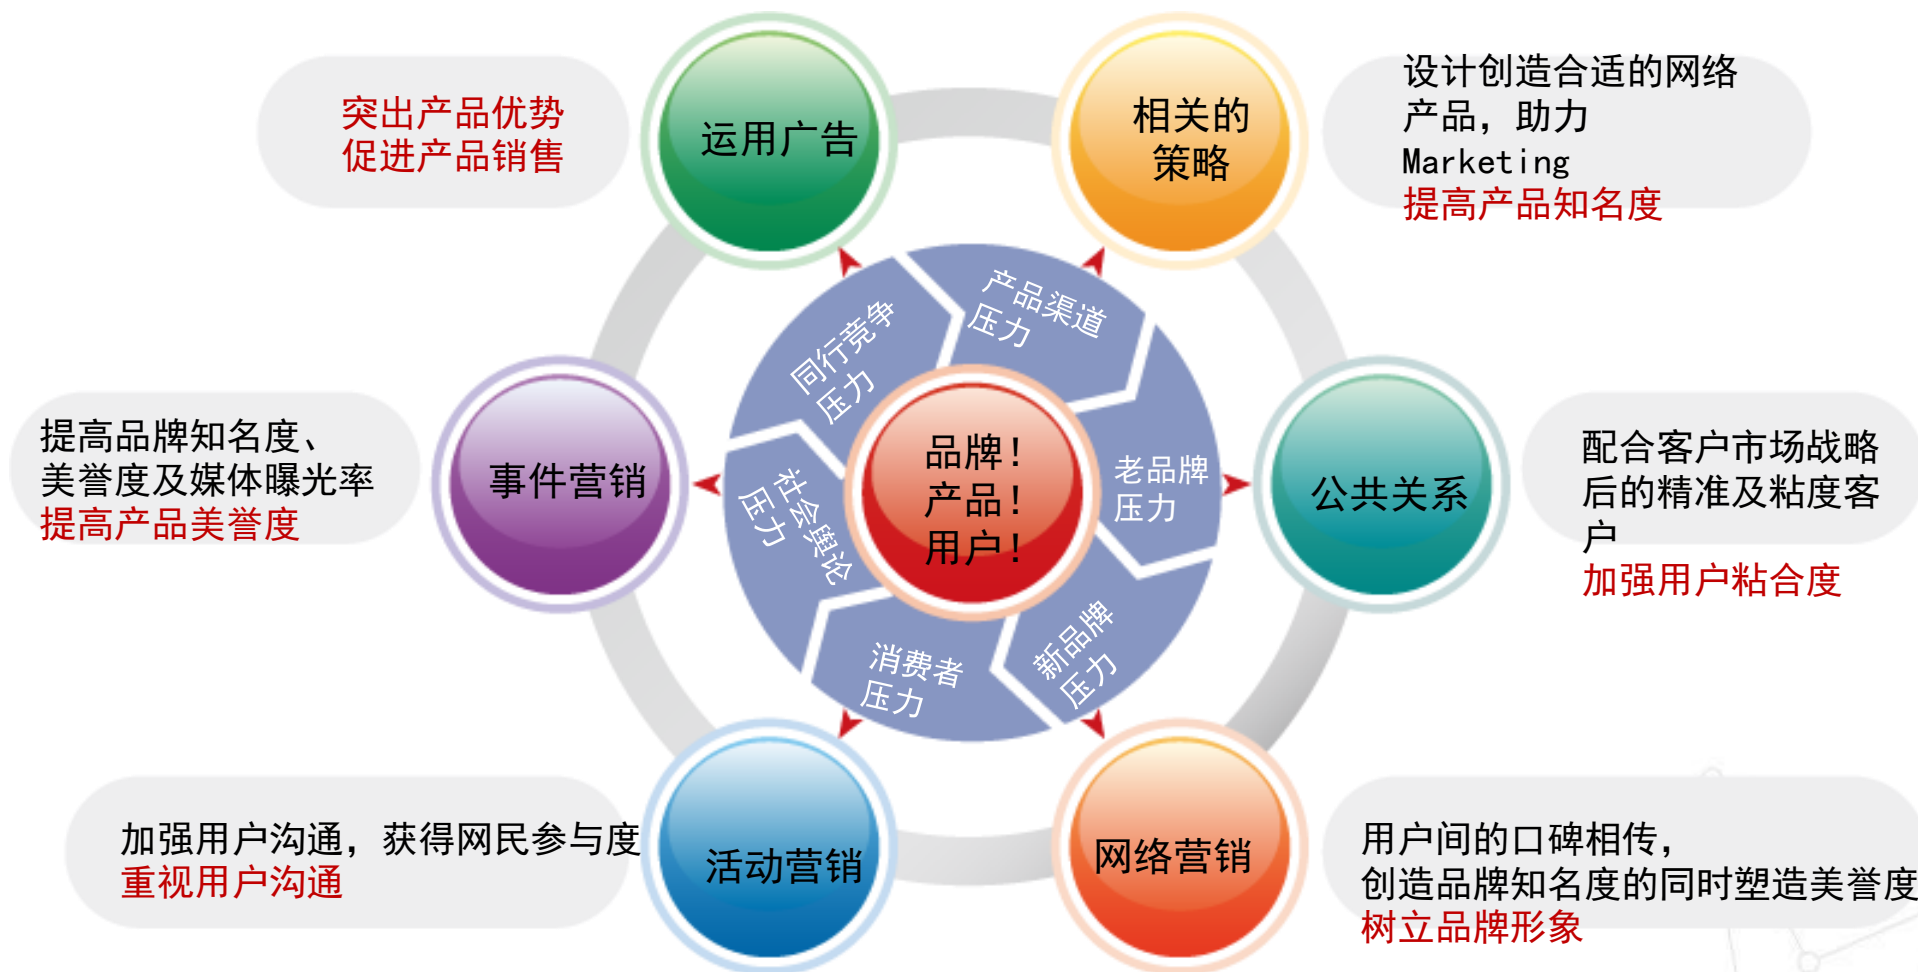 突出产品优势
促进产品销售
运用广告
相关的
策略
设计创造合适的网络
产品，助力
Marketing
提高产品知名度
同行竞争
压力
产品渠道
压力
提高品牌知名度、
美誉度及媒体曝光率
提高产品美誉度
事件营销
社会舆论
压力
品牌！
产品！
用户！
老品牌
压力
公共关系
配合客户市场战略
后的精准及粘度客
户
加强用户粘合度
消费者
压力
新品牌
压力
加强用户沟通，获得网民参与度
重视用户沟通
活动营销
网络营销
用户间的口碑相传，
创造品牌知名度的同时塑造美誉度
树立品牌形象